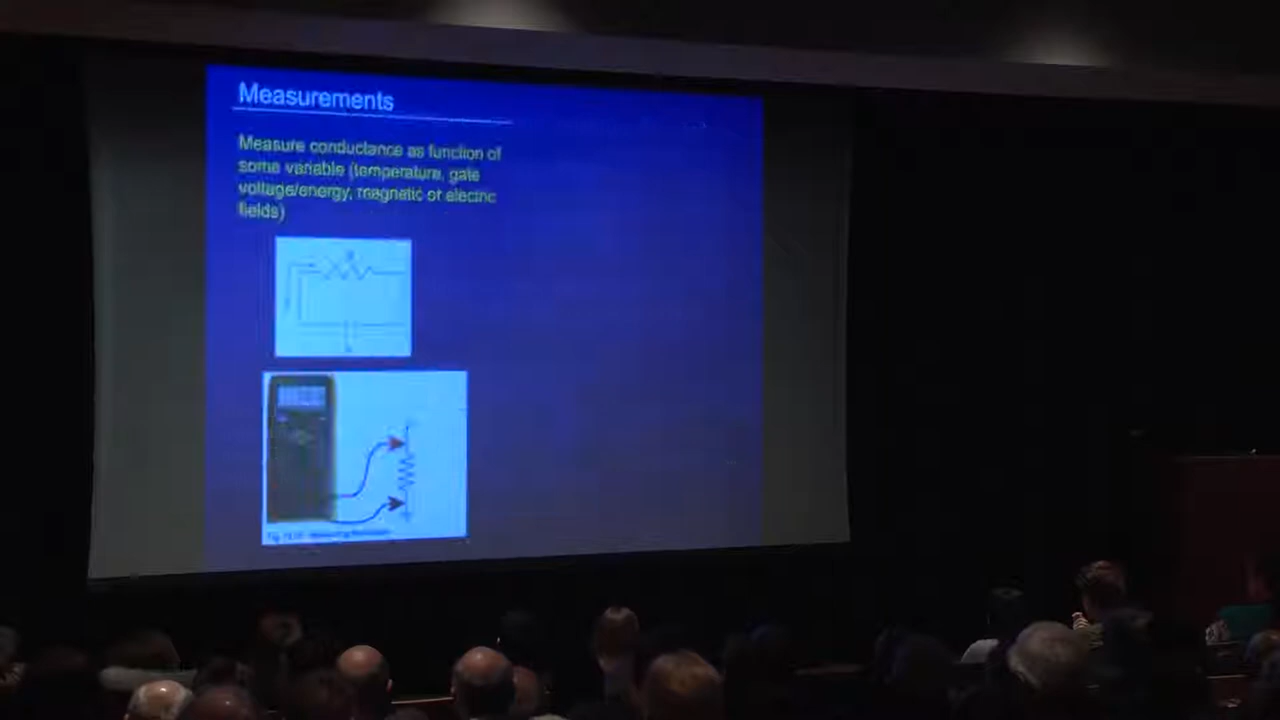 Measurements
Measure conductance as function of
some variable (temperature, gate
voltage/energy, magnetic or electric
fields)